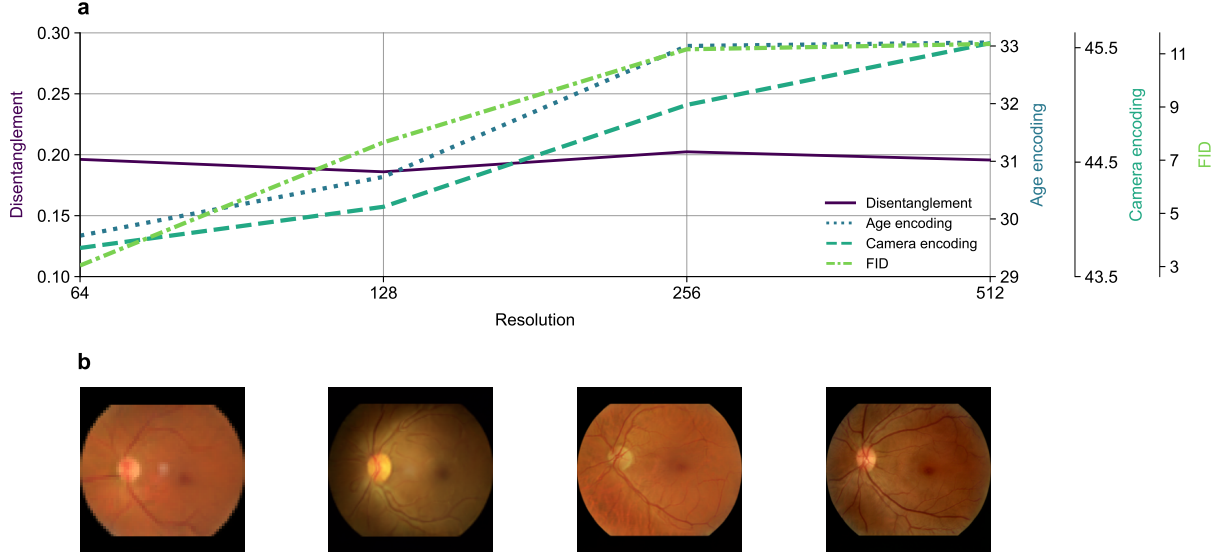 a
0.30
0.25
0.20
0.15
0.10
Disentanglement
64
128
256
512
Resolution
Disentanglement
Age encoding
Camera encoding
FID
33
32
31
30
29
Age encoding
45.5
44.5
43.5
Camera encoding
11
9
7
5
3
FID
b